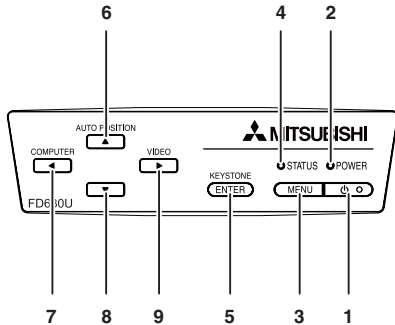 6 4 2
AUTO POSITION
MITSUBISHI
COMPUTER VIDEO
STATUS POWER
KEYSTONE
ENTER MENU
FD630U
7 8 9 5 3 1